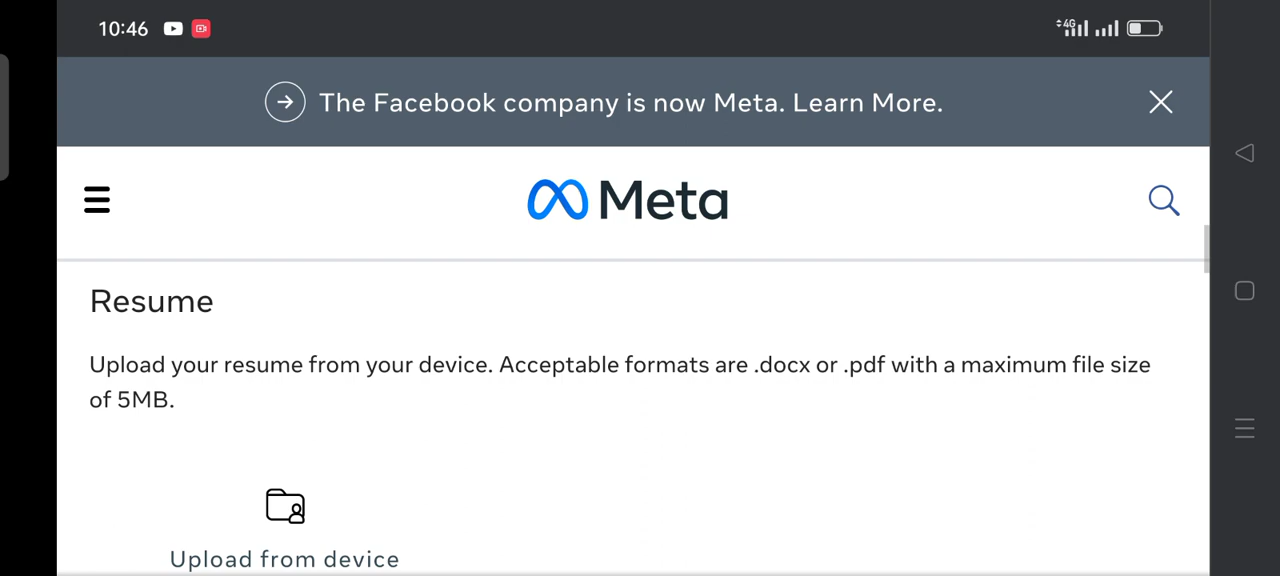 10:46
4G
The Facebook company is now Meta. Learn More.
Meta
Resume
Upload your resume from your device. Acceptable formats are .docx or .pdf with a maximum file size
of 5MB.
Upload from device